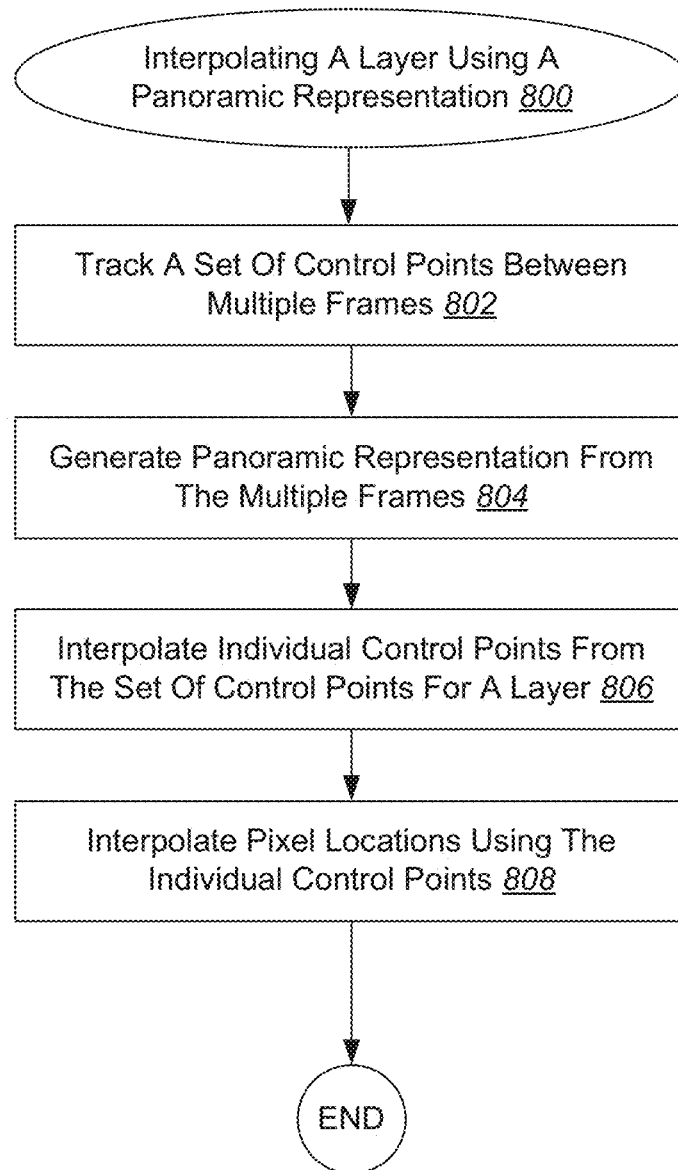 Interpolating A Layer Using A
Panoramic Representation 800
Track A Set Of Control Points Between
Multiple Frames 802
Generate Panoramic Representation From
The Multiple Frames 804
Interpolate Individual Control Points From
The Set Of Control Points For A Layer 806
Interpolate Pixel Locations Using The
Individual Control Points 808
END